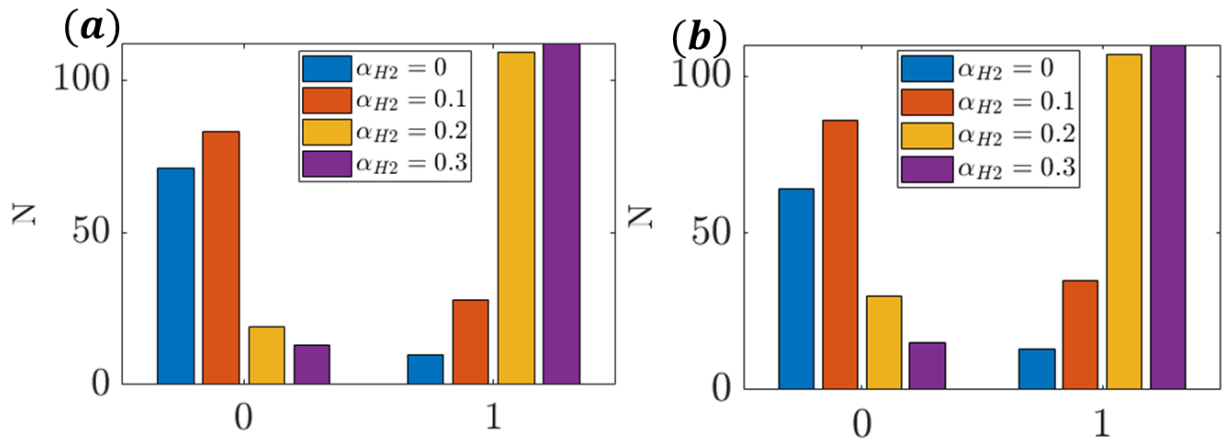 (a)
100
50
0
N
α_H2 = 0
α_H2 = 0.1
α_H2 = 0.2
α_H2 = 0.3
0 1
(b)
100
50
0
N
α_H2 = 0
α_H2 = 0.1
α_H2 = 0.2
α_H2 = 0.3
0 1